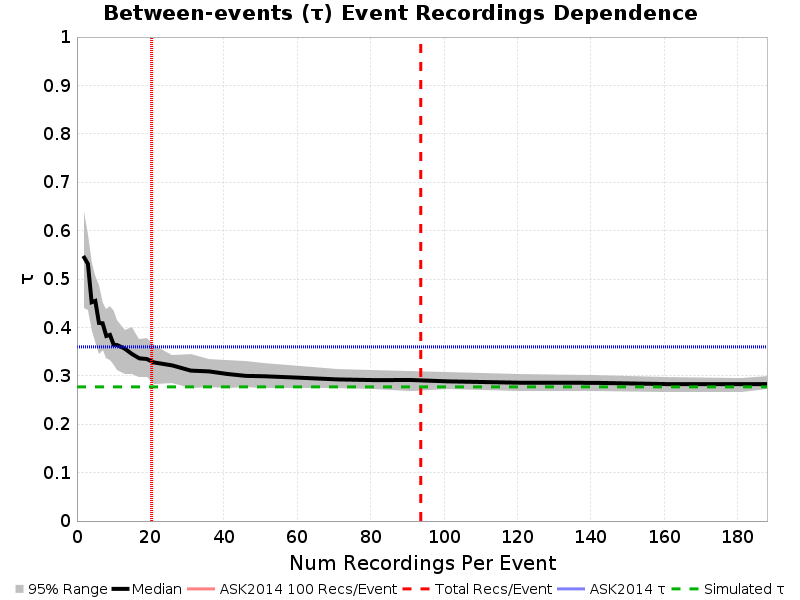 Between-events (τ) Event Recordings Dependence
1
0.9
0.8
0.7
0.6
0.5
0.4
0.3
0.2
0.1
0
τ
0 20 40 60 80 100 120 140 160 180
Num Recordings Per Event
95% Range Median ASK2014 100 Recs/Event Total Recs/Event ASK2014 τ Simulated τ